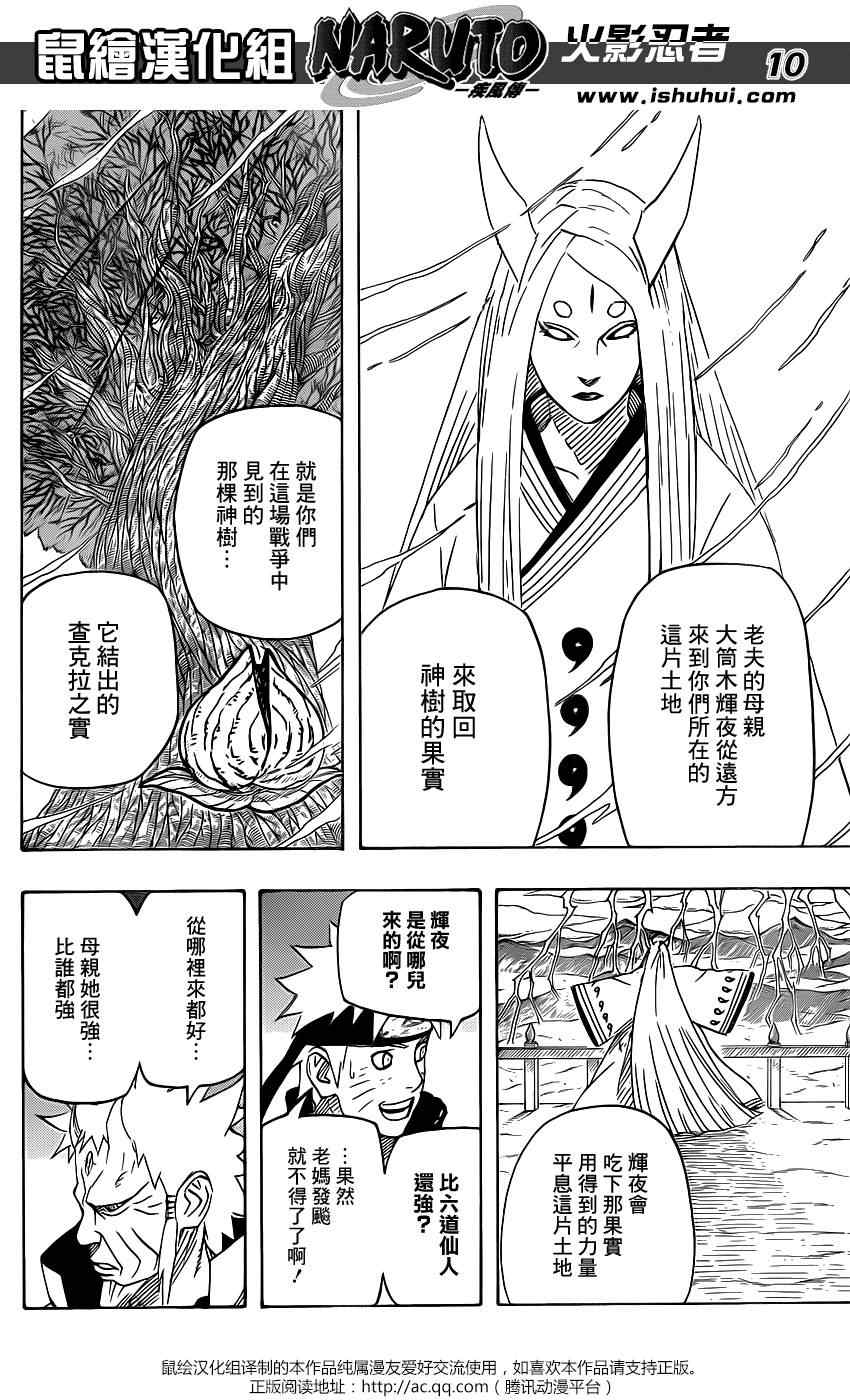 鼠繪漢化組
NARUTO
-疾風傳-
火影忍者
10
www.ishuhui.com
老夫的母親
大筒木輝夜從遠方
來到你們所在的
這片土地
來取回
神樹的果實
就是你們
在這場戰爭中
見到的
那棵神樹…
它結出的
查克拉之實
輝夜會
吃下那果實
用得到的力量
平息這片土地
輝夜
是從哪兒
來的啊?
比六道仙人
還強?
…果然
老媽發飈
就不得了了啊!
從哪裡來都好…
母親她很強…
比誰都強
鼠绘汉化组译制的本作品纯属漫友爱好交流使用，如喜欢本作品请支持正版。
正版阅读地址：http://ac.qq.com（腾讯动漫平台）